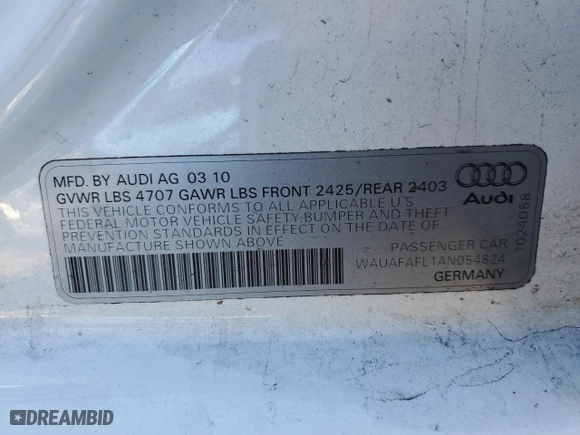 MFD. BY AUDI AG 03 10
GVWR LBS 4707 GAWR LBS FRONT 2425/REAR 2403
THIS VEHICLE CONFORMS TO ALL APPLICABLE U'S
FEDERAL MOTOR VEHICLE SAFETY BUMPER AND THEFT
PREVENTION STANDARDS IN EFFECT ON THE DATE OF
MANUFACTURE SHOWN ABOVE
PASSENGER CAR
WAUAFAFL1AN054824
GERMANY
Audi
1024058
DREAMBID